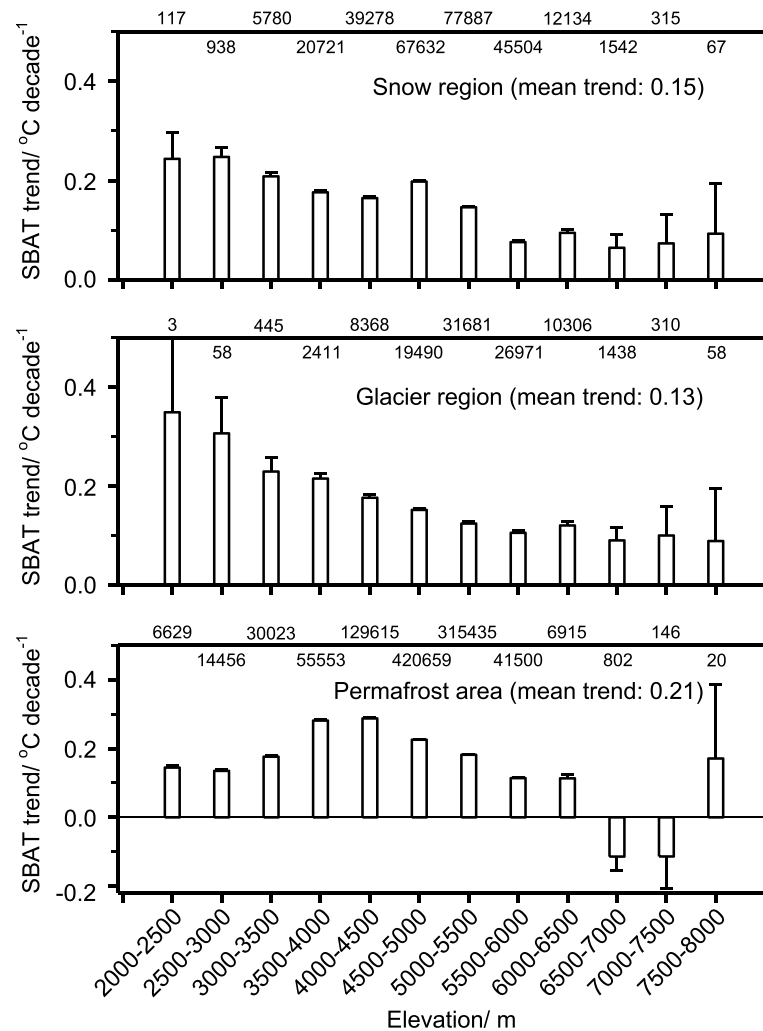 117 5780 39278 77887 12134 315
938 20721 67632 45504 1542 67
Snow region (mean trend: 0.15)
SBAT trend/ °C decade⁻¹
0.4
0.2
0.0
3 445 8368 31681 10306 310
58 2411 19490 26971 1438 58
Glacier region (mean trend: 0.13)
SBAT trend/ °C decade⁻¹
0.4
0.2
0.0
6629 30023 129615 315435 6915 146
14456 55553 420659 41500 802 20
Permafrost area (mean trend: 0.21)
SBAT trend/ °C decade⁻¹
0.4
0.2
0.0
-0.2
2000-2500
2500-3000
3000-3500
3500-4000
4000-4500
4500-5000
5000-5500
5500-6000
6000-6500
6500-7000
7000-7500
7500-8000
Elevation/ m